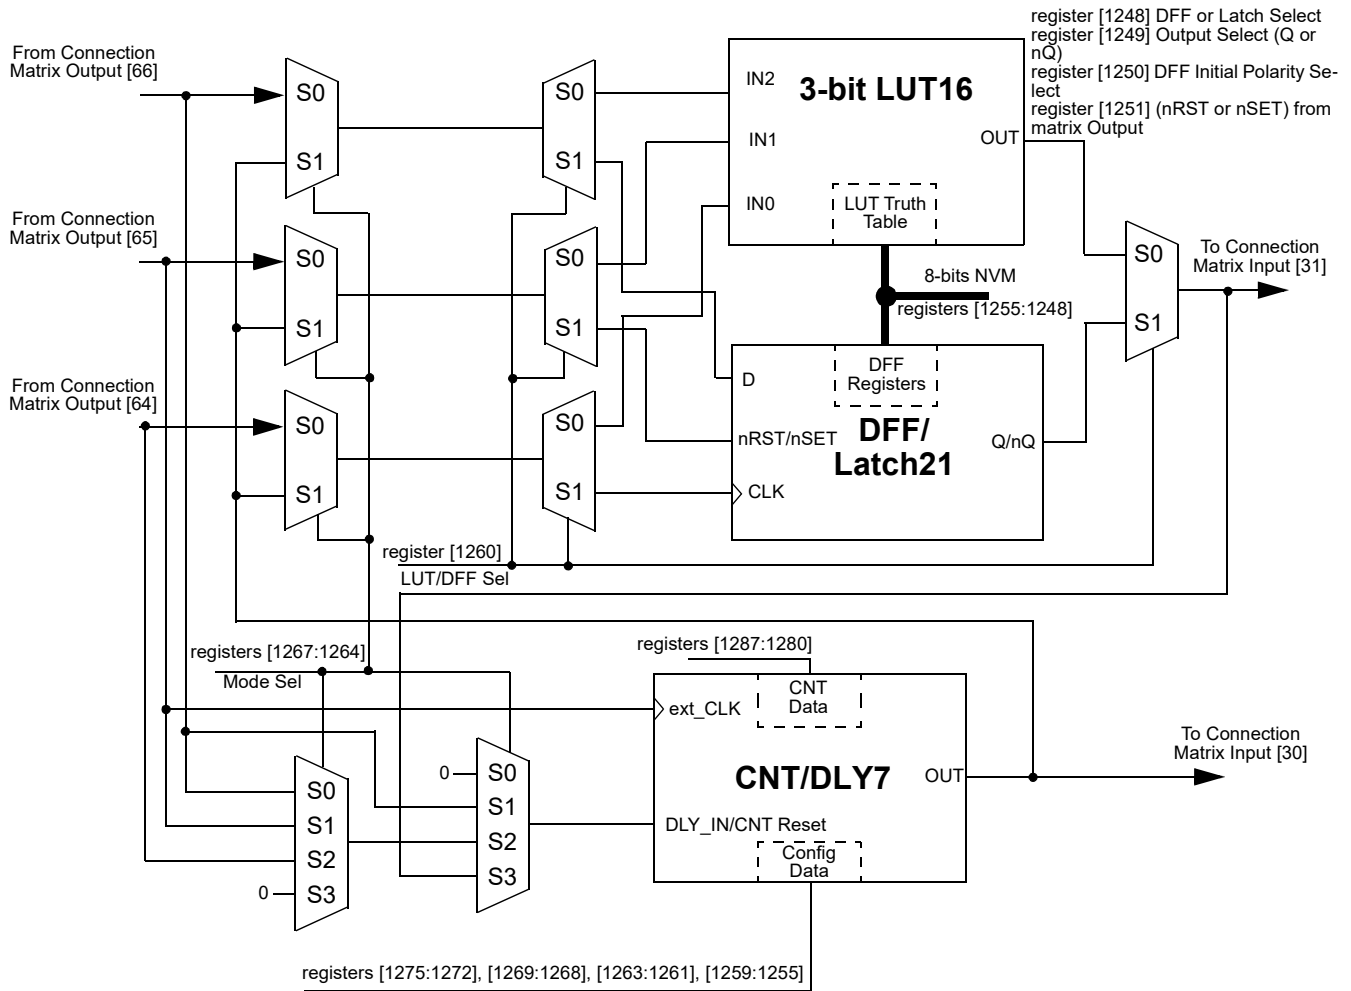 register [1248] DFF or Latch Select
register [1249] Output Select (Q or
nQ)
register [1250] DFF Initial Polarity Se-
lect
register [1251] (nRST or nSET) from
matrix Output
From Connection
Matrix Output [66]
S0
S1
S0
S1
IN2
3-bit LUT16
IN1
OUT
IN0
LUT Truth
Table
From Connection
Matrix Output [65]
S0
S1
S0
S1
8-bits NVM
registers [1255:1248]
S0
S1
To Connection
Matrix Input [31]
From Connection
Matrix Output [64]
S0
S1
S0
S1
DFF
Registers
D
DFF/
Latch21
nRST/nSET
Q/nQ
CLK
register [1260]
LUT/DFF Sel
registers [1267:1264]
Mode Sel
registers [1287:1280]
CNT
Data
ext_CLK
CNT/DLY7
OUT
To Connection
Matrix Input [30]
DLY_IN/CNT Reset
Config
Data
S0
S1
S2
S3
0
0
S0
S1
S2
S3
registers [1275:1272], [1269:1268], [1263:1261], [1259:1255]